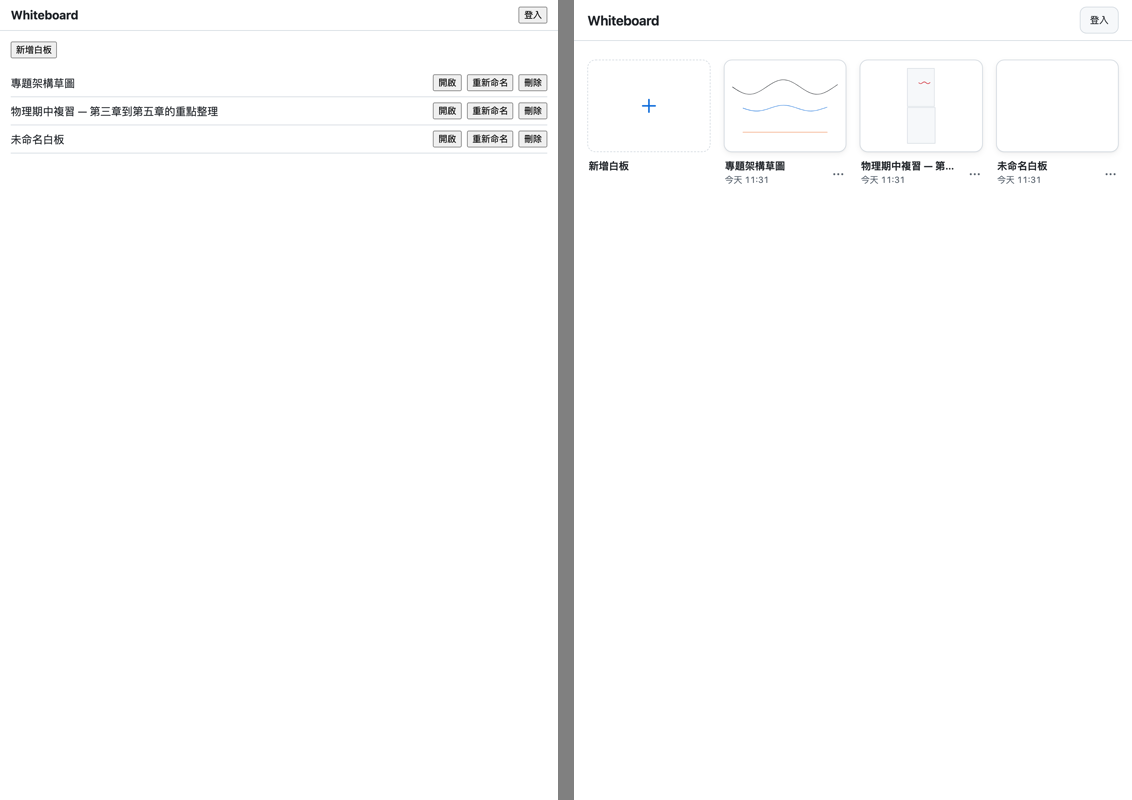 Whiteboard
登入
新增白板
專題架構草圖
開啟 重新命名 刪除
物理期中複習 — 第三章到第五章的重點整理
開啟 重新命名 刪除
未命名白板
開啟 重新命名 刪除
Whiteboard
登入
新增白板
專題架構草圖
今天 11:31
物理期中複習 — 第...
今天 11:31
未命名白板
今天 11:31